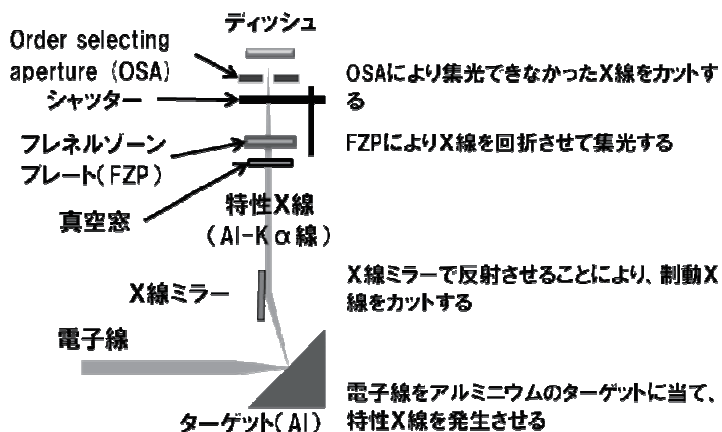 ディッシュ
Order selecting
aperture (OSA)
シャッター
フレネルゾーン
プレート(FZP)
真空窓
特性X線
(Al-Kα線)
X線ミラー
電子線
ターゲット(Al)
OSAにより集光できなかったX線をカットす
る
FZPによりX線を回折させて集光する
X線ミラーで反射させることにより、制動X
線をカットする
電子線をアルミニウムのターゲットに当て、
特性X線を発生させる